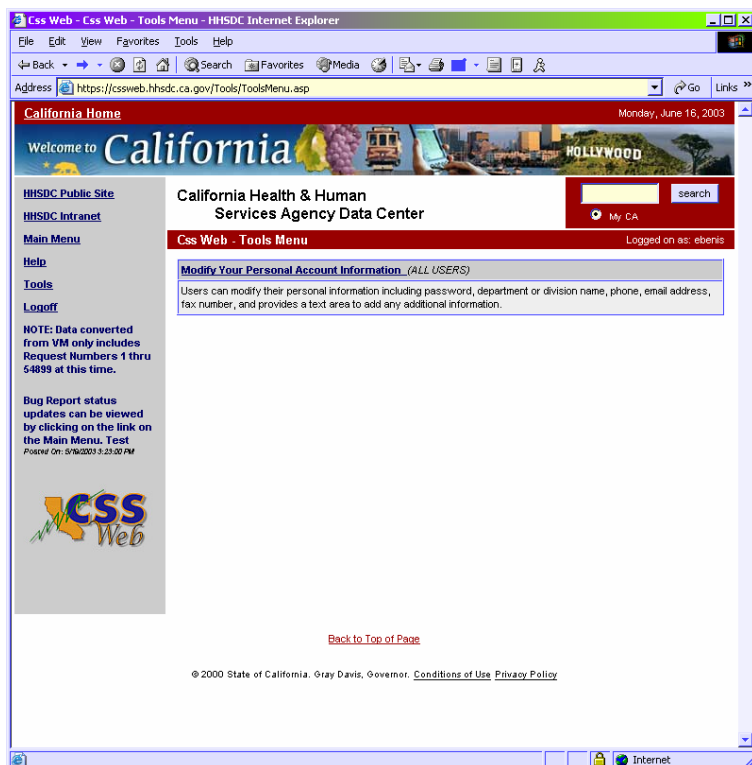 Css Web - Css Web - Tools Menu - HHSDC Internet Explorer
File Edit View Favorites Tools Help
Back Search Favorites Media
Address https://cssweb.hhsdc.ca.gov/Tools/ToolsMenu.asp Go Links »
California Home Monday, June 16, 2003
Welcome to California HOLLYWOOD
HHSDC Public Site
HHSDC Intranet
Main Menu
Help
Tools
Logoff
NOTE: Data converted
from VM only includes
Request Numbers 1 thru
54899 at this time.
Bug Report status
updates can be viewed
by clicking on the link on
the Main Menu. Test
Posted On: 5/19/2003 3:23:00 PM
CSS
Web
California Health & Human
Services Agency Data Center
search
My CA
Css Web - Tools Menu Logged on as: ebenis
Modify Your Personal Account Information (ALL USERS)
Users can modify their personal information including password, department or division name, phone, email address,
fax number, and provides a text area to add any additional information.
Back to Top of Page
© 2000 State of California. Gray Davis, Governor. Conditions of Use Privacy Policy
Internet